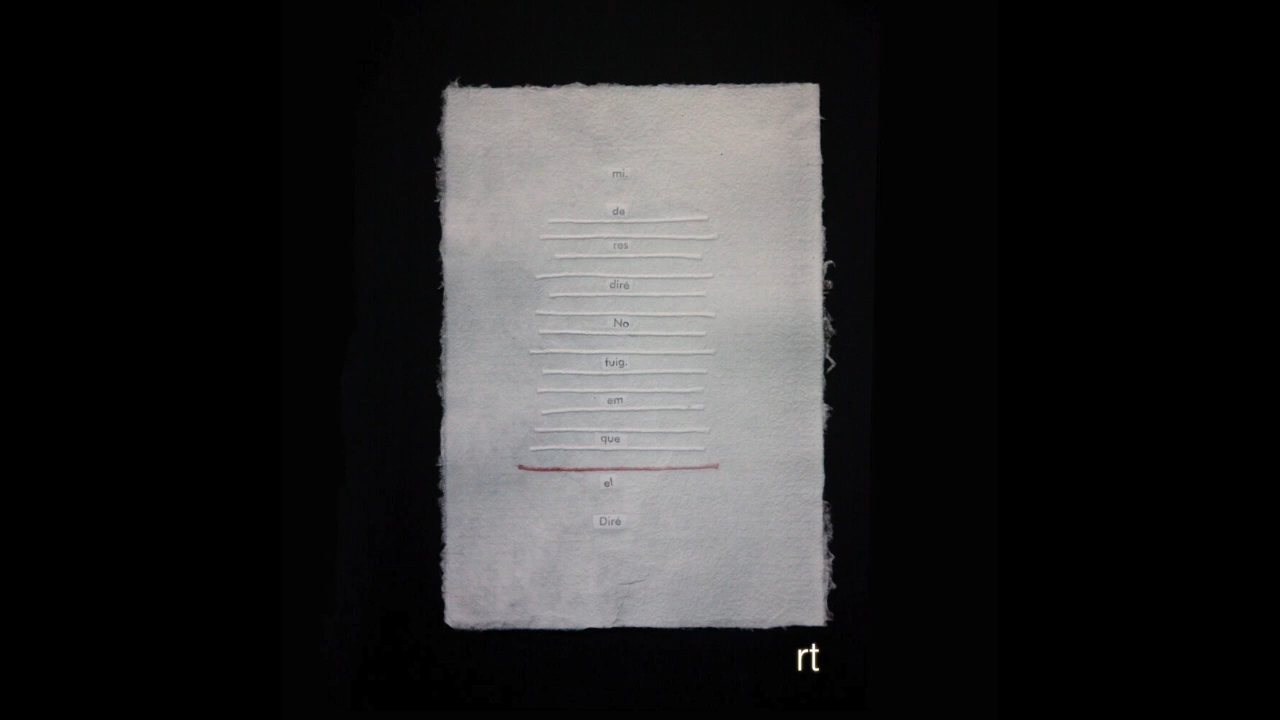 mi.
de
res
diré
No
fuig.
em
que
el
Diré
rt